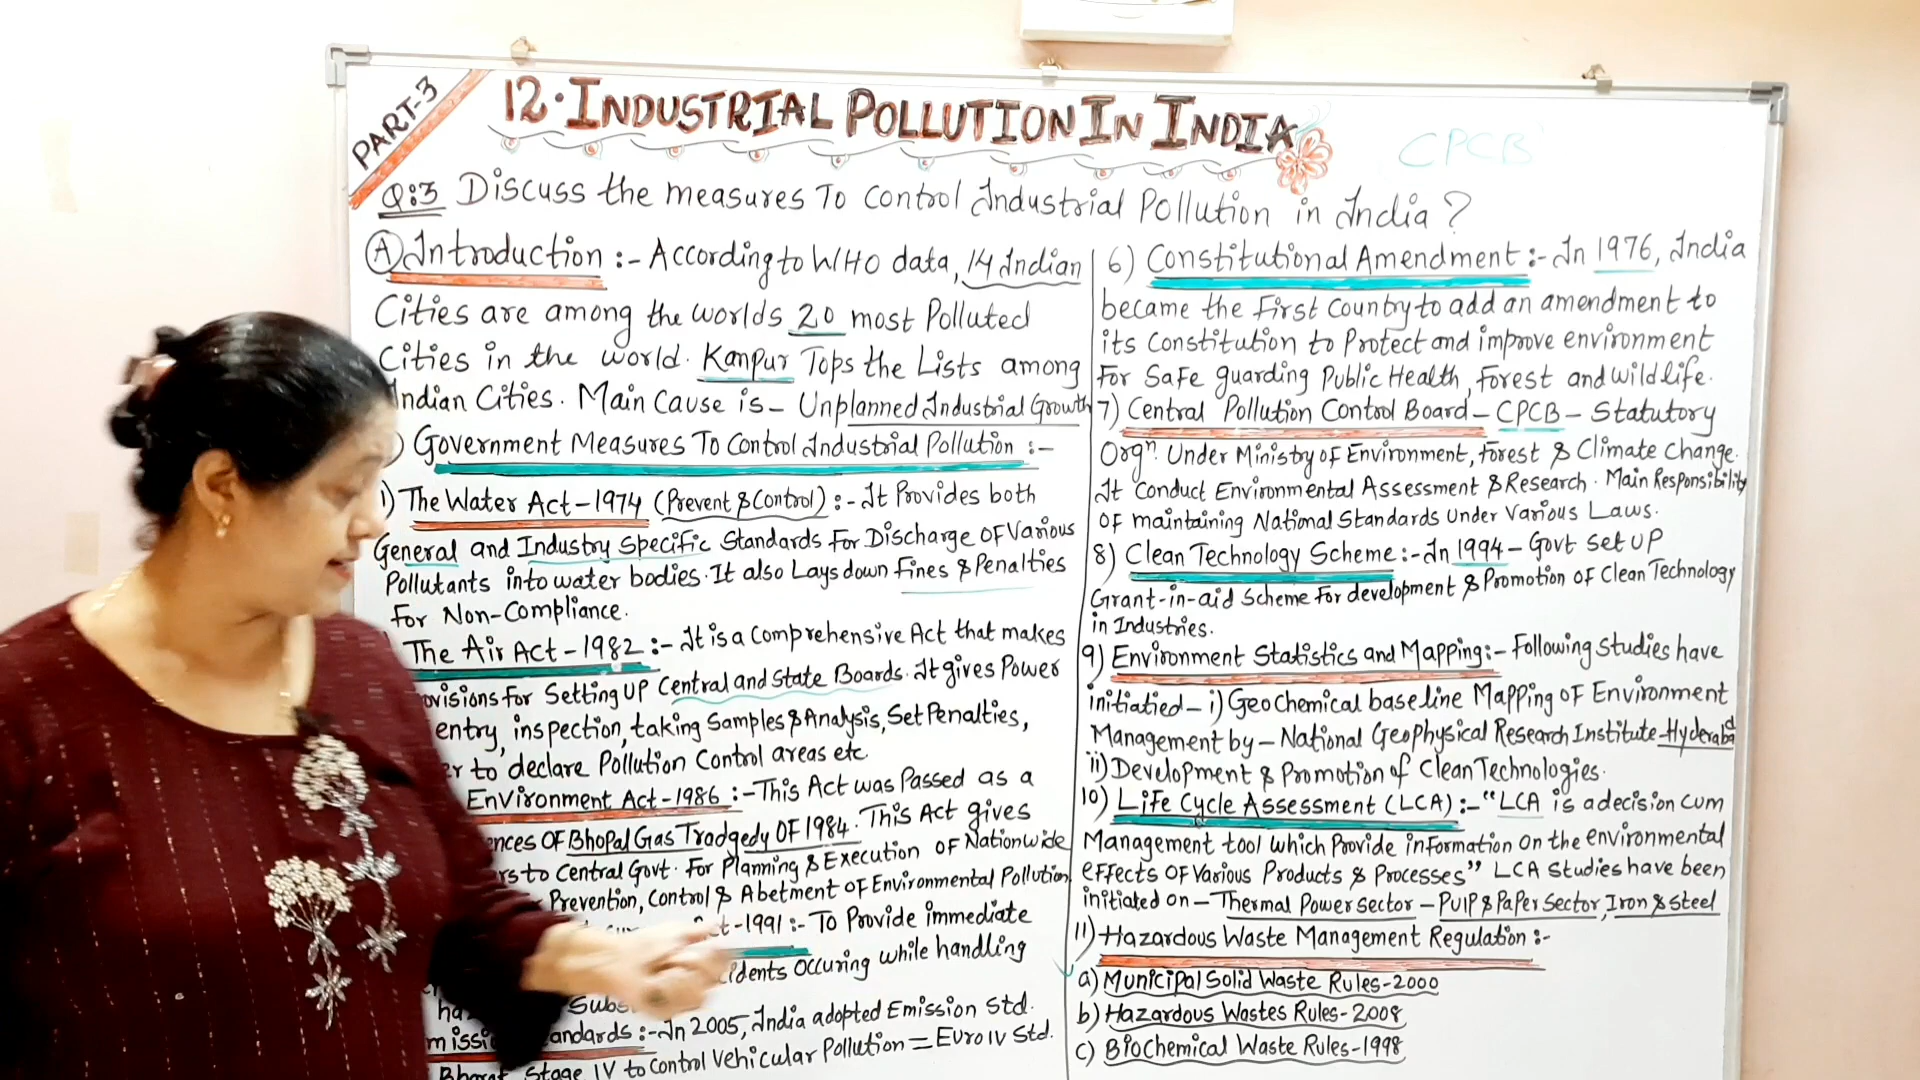 PART-3
12. INDUSTRIAL POLLUTION IN INDIA
CPCB
Q:3 Discuss the measures To Control Industrial Pollution in India?
(A) Introduction :- According to WHO data, 14 Indian
Cities are among the worlds 20 most Polluted
Cities in the world. Kanpur Tops the Lists among
Indian Cities. Main Cause is - Unplanned Industrial Growth
) Government Measures To Control Industrial Pollution :-
1) The Water Act - 1974 (Prevent & Control) :- It Provides both
General and Industry Specific Standards For Discharge Of Various
Pollutants into water bodies. It also Lays down Fines & Penalties
For Non-Compliance.
The Air Act - 1982 :- It is a Comprehensive Act that makes
ovisions for Setting Up Central and State Boards. It gives Power
entry, inspection, taking Samples & Analysis, Set Penalties,
er to declare Pollution Control areas etc.
Environment Act-1986 :- This Act was Passed as a
ences Of Bhopal Gas Tradgedy Of 1984. This Act gives
rs to Central Govt. For Planning & Execution of Nationwide
Prevention, Control & Abetment of Environmental Pollution
ct-1991 :- To Provide immediate
cidents Occuring while handling
ha Subs
missi andards :- In 2005, India adopted Emission Std.
Bharat Stage IV to Control Vehicular Pollution = Euro IV Std.
6) Constitutional Amendment :- In 1976, India
became the First Country to add an amendment to
its Constitution to Protect and improve environment
For Safe guarding Public Health, Forest and wildlife.
7) Central Pollution Control Board - CPCB - Statutory
Orgn Under Ministry of Environment, Forest & Climate Change.
It Conduct Environmental Assessment & Research. Main Responsibility
of maintaining National Standards under Various Laws.
8) Clean Technology Scheme :- In 1994 - Govt set up
Grant-in-aid Scheme For development & Promotion of Clean Technology
in Industries.
9) Environment Statistics and Mapping :- Following Studies have
initiatied - i) GeoChemical baseline Mapping of Environment
Management by - National Geophysical Research Institute - Hyderabad
ii) Development & Promotion of Clean Technologies.
10) Life Cycle Assessment (LCA) :- "LCA is a decision cum
Management tool which Provide information on the environmental
effects of Various Products & Processes" LCA Studies have been
initiated on - Thermal Power sector - Pulp & Paper Sector, Iron & steel
11) Hazardous Waste Management Regulation :-
a) Municipal Solid Waste Rules-2000
b) Hazardous Wastes Rules-2008
c) Biochemical Waste Rules-1998